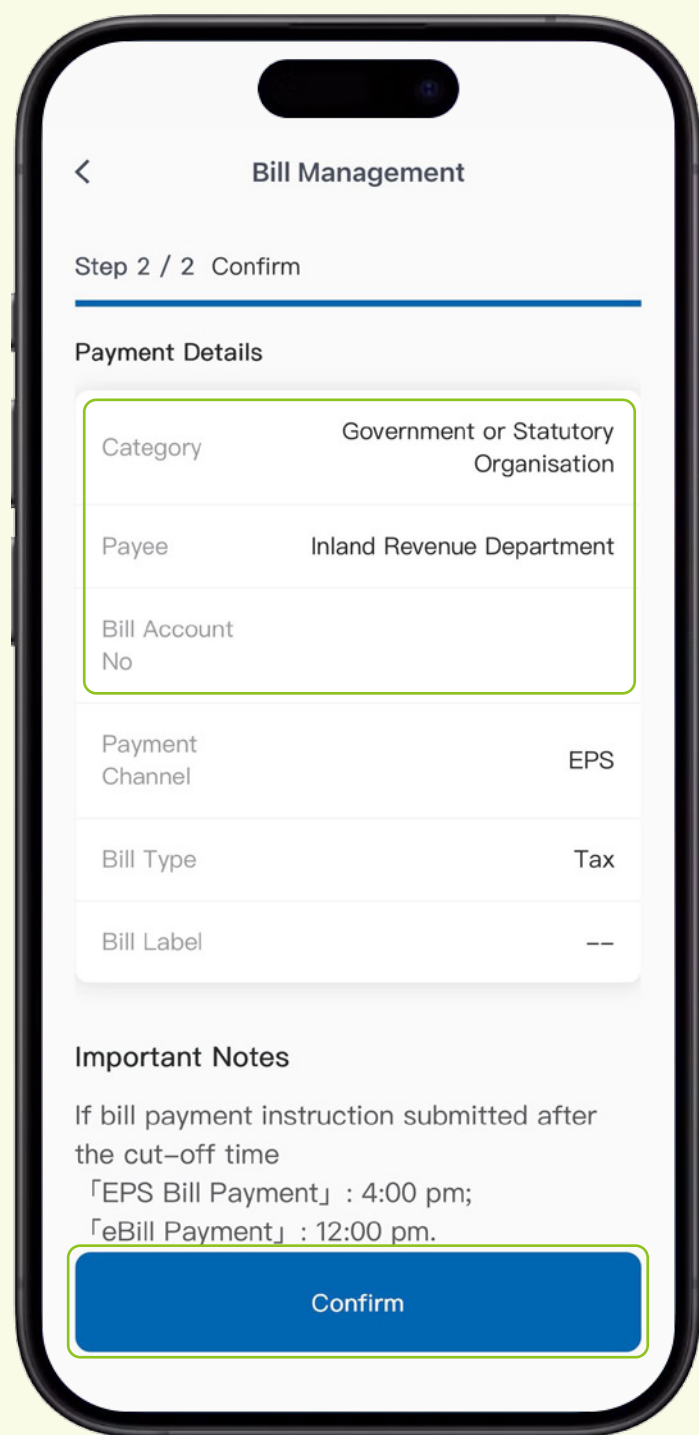 Bill Management
Step 2 / 2 Confirm
Payment Details
Category
Government or Statutory
Organisation
Payee
Inland Revenue Department
Bill Account
No
Payment
Channel
EPS
Bill Type
Tax
Bill Label
--
Important Notes
If bill payment instruction submitted after
the cut-off time
「EPS Bill Payment」: 4:00 pm;
「eBill Payment」: 12:00 pm.
Confirm